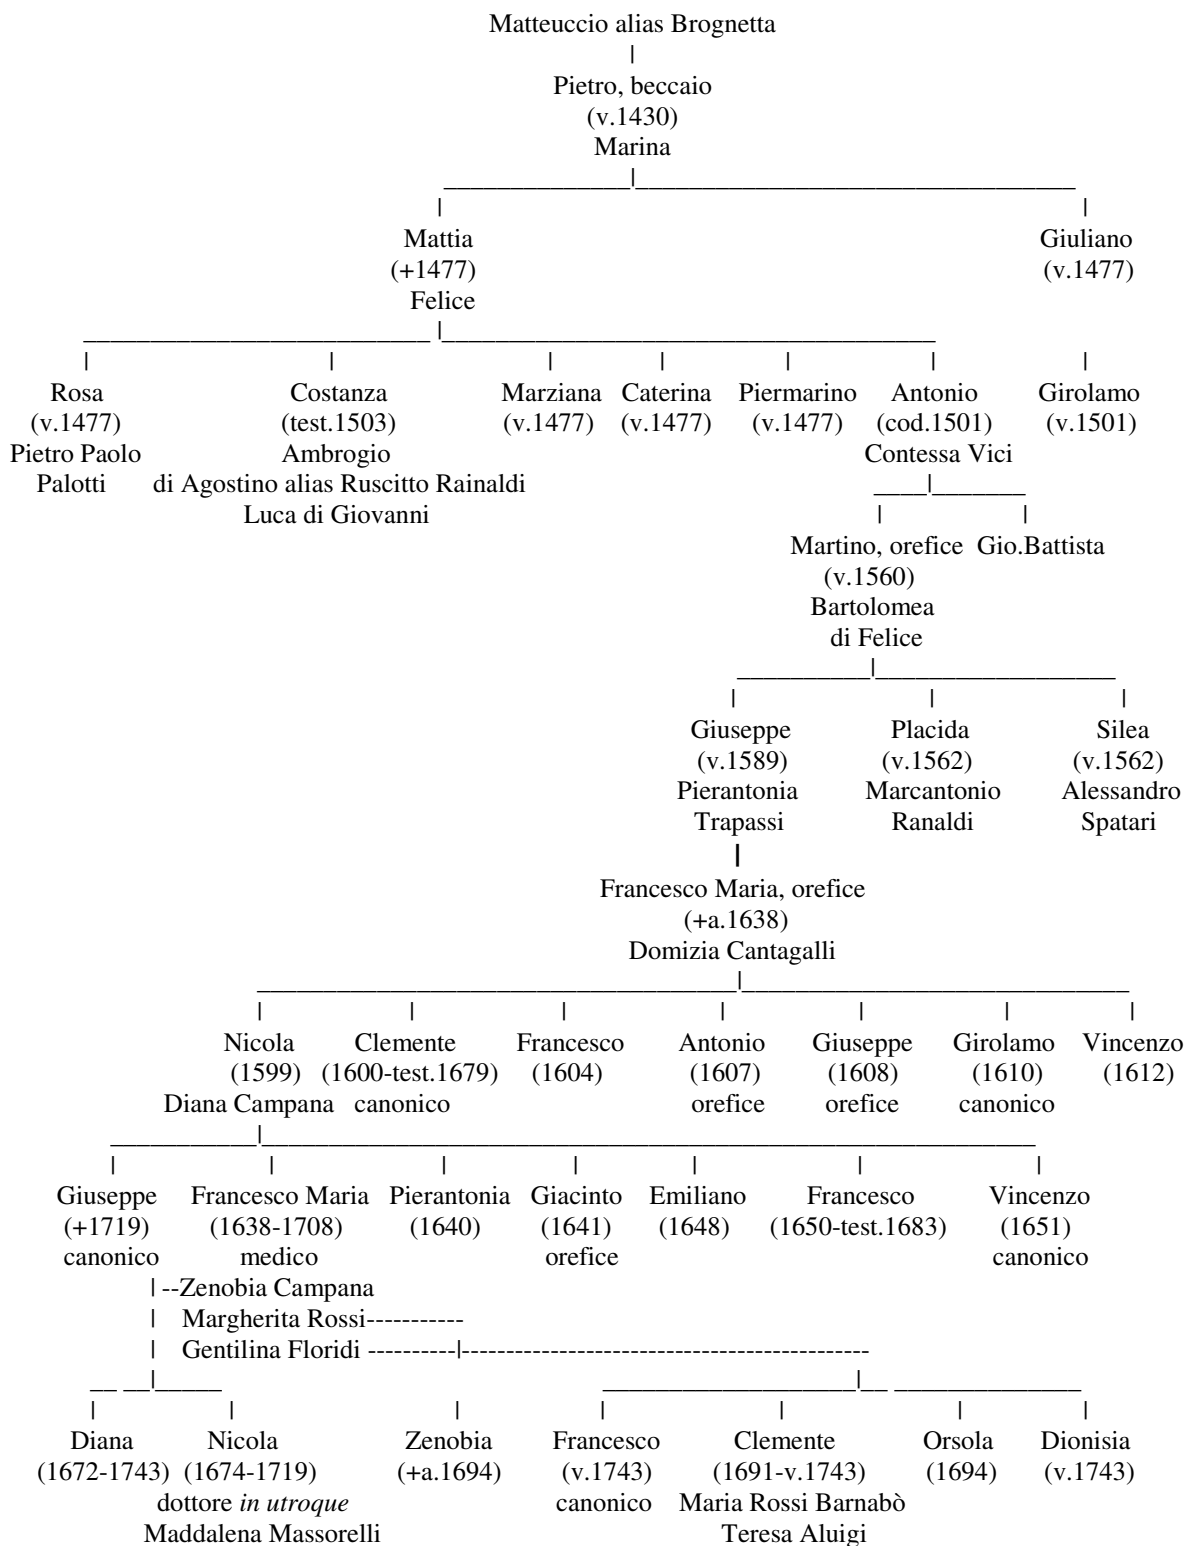 Matteuccio alias Brognetta
Pietro, beccaio
(v.1430)
Marina
Mattia Giuliano
(+1477) (v.1477)
Felice
Rosa Costanza Marziana Caterina Piermarino Antonio Girolamo
(v.1477) (test.1503) (v.1477) (v.1477) (v.1477) (cod.1501) (v.1501)
Pietro Paolo Ambrogio Contessa Vici
Palotti di Agostino alias Ruscitto Rainaldi
Luca di Giovanni
Martino, orefice Gio.Battista
(v.1560)
Bartolomea
di Felice
Giuseppe Placida Silea
(v.1589) (v.1562) (v.1562)
Pierantonia Marcantonio Alessandro
Trapassi Ranaldi Spatari
Francesco Maria, orefice
(+a.1638)
Domizia Cantagalli
Nicola Clemente Francesco Antonio Giuseppe Girolamo Vincenzo
(1599) (1600-test.1679) (1604) (1607) (1608) (1610) (1612)
Diana Campana canonico orefice orefice canonico
Giuseppe Francesco Maria Pierantonia Giacinto Emiliano Francesco Vincenzo
(+1719) (1638-1708) (1640) (1641) (1648) (1650-test.1683) (1651)
canonico medico orefice canonico
--Zenobia Campana
Margherita Rossi-----------
Gentilina Floridi ----------
Diana Nicola Zenobia Francesco Clemente Orsola Dionisia
(1672-1743) (1674-1719) (+a.1694) (v.1743) (1691-v.1743) (1694) (v.1743)
dottore in utroque canonico Maria Rossi Barnabò
Maddalena Massorelli Teresa Aluigi